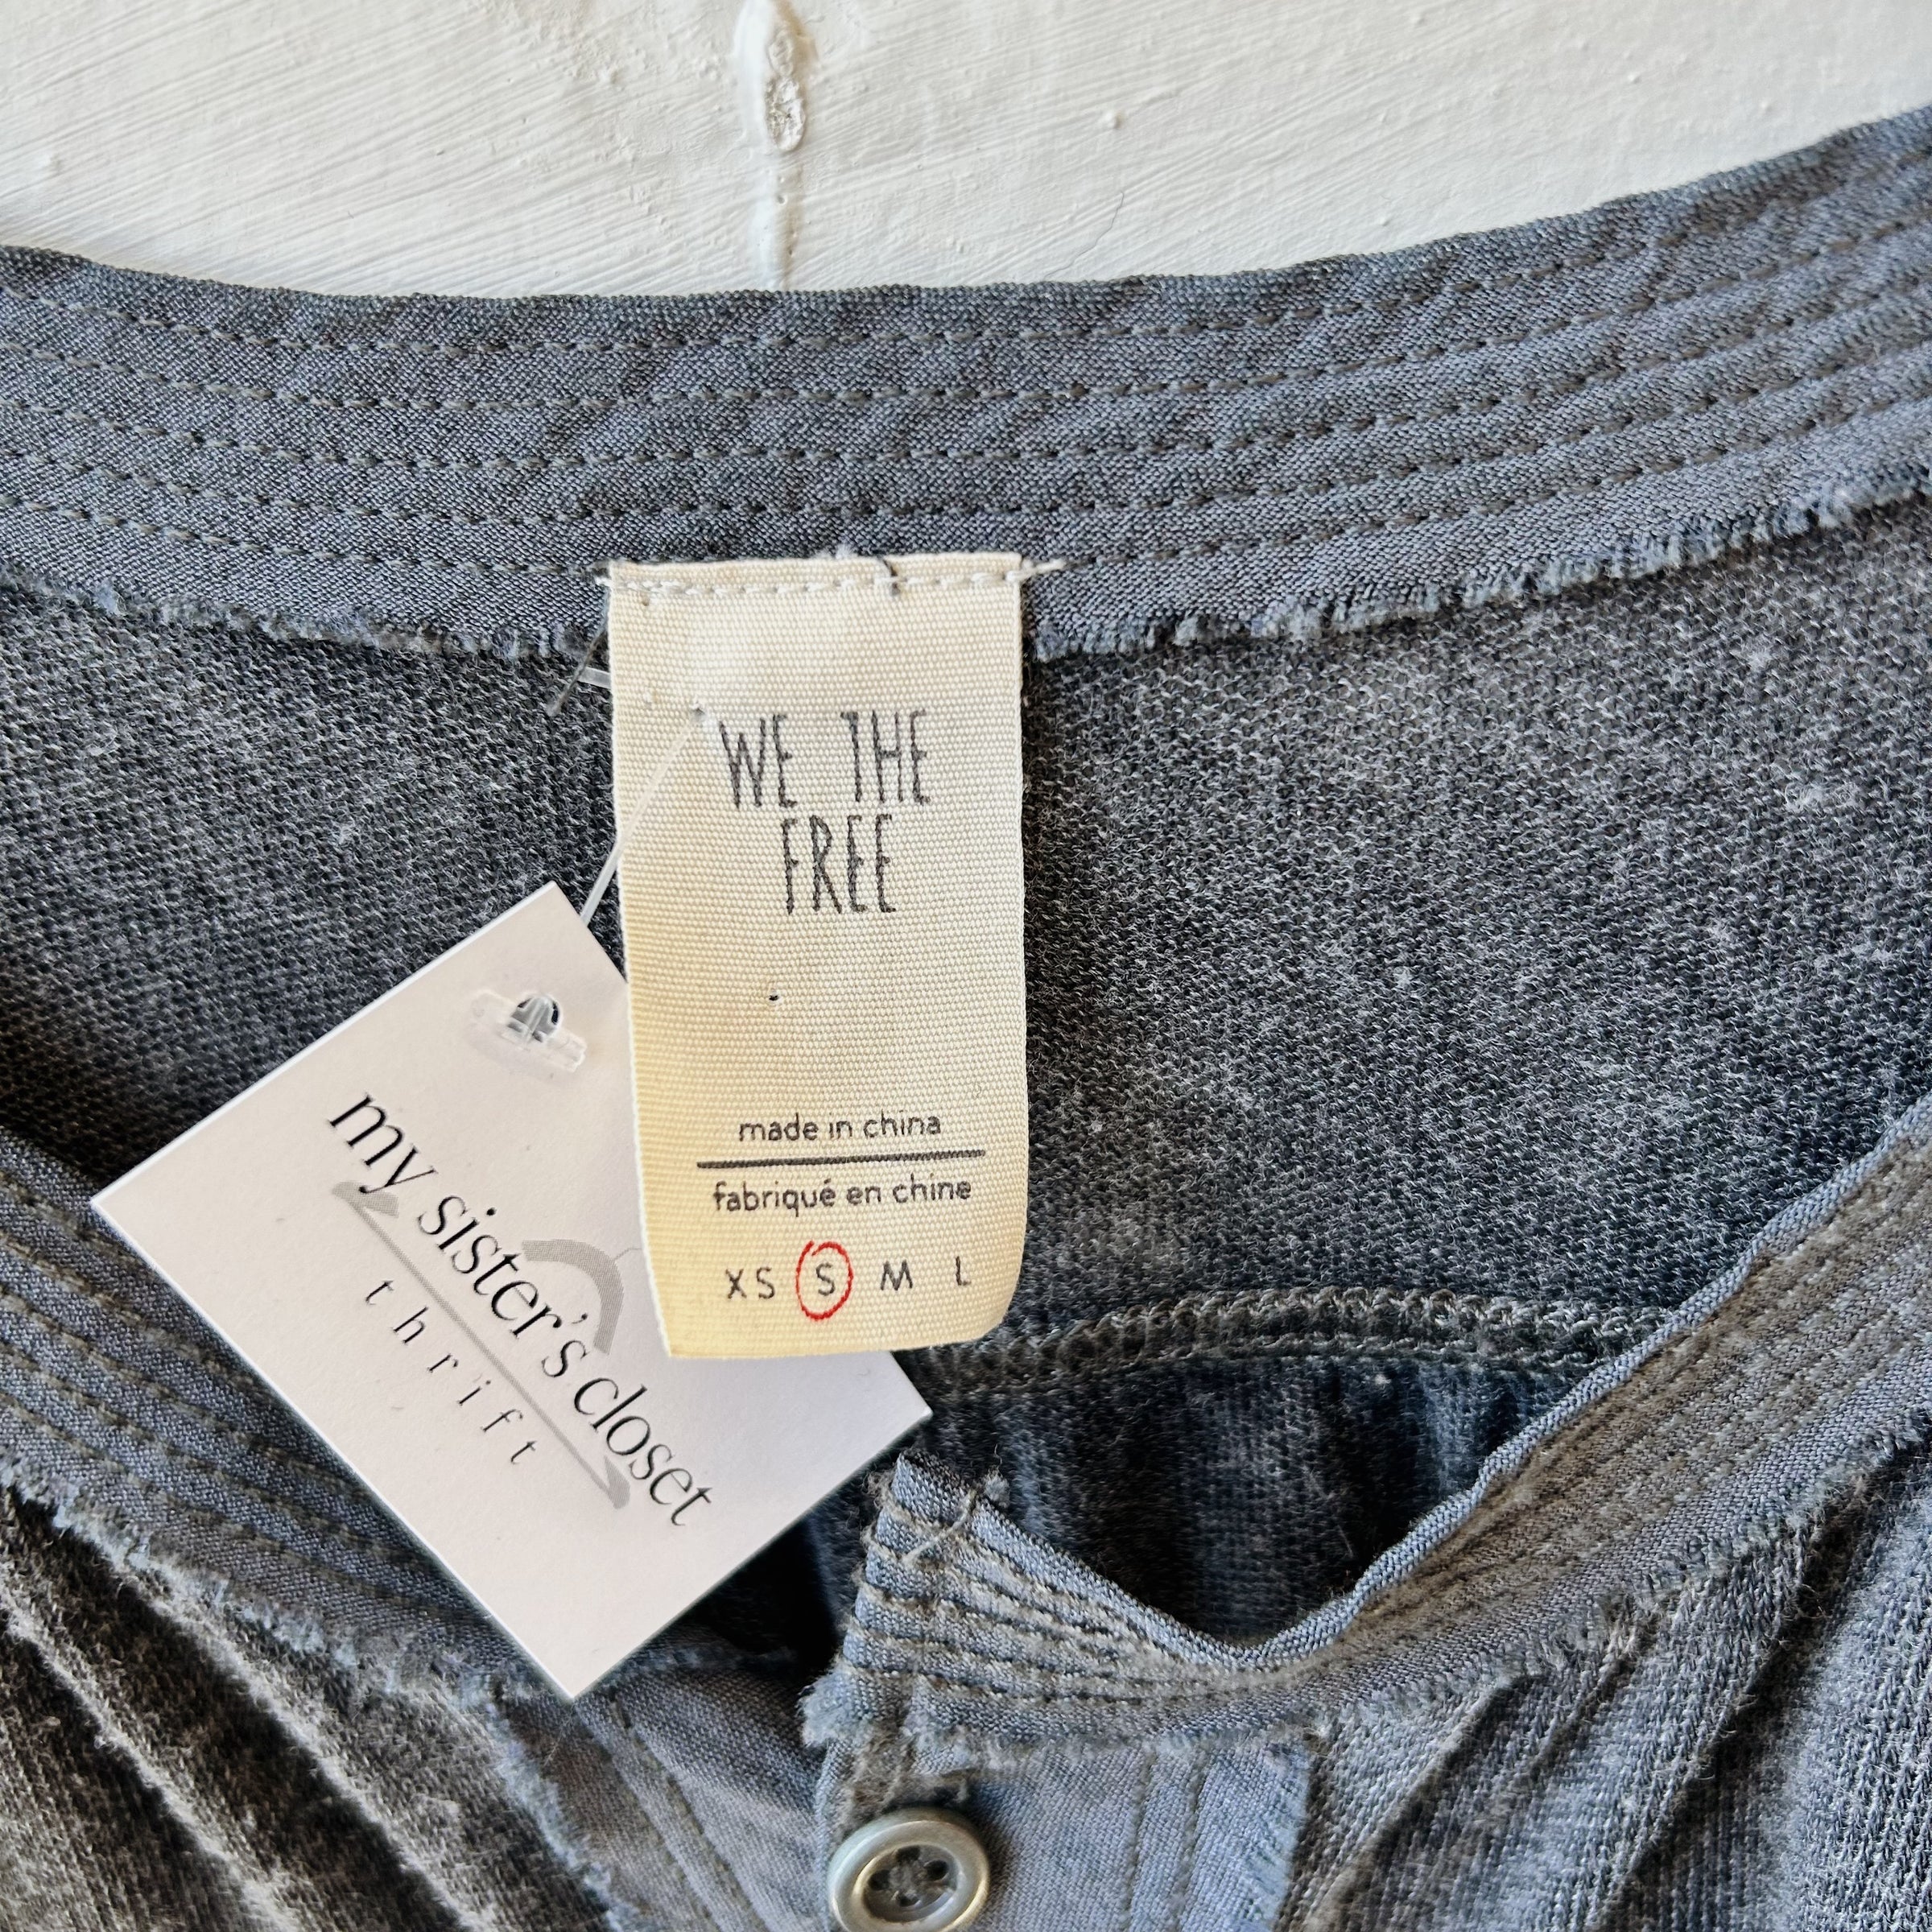 WE THE
FREE
made in china
fabriqué en chine
XS S M L
my sister's closet
thrift